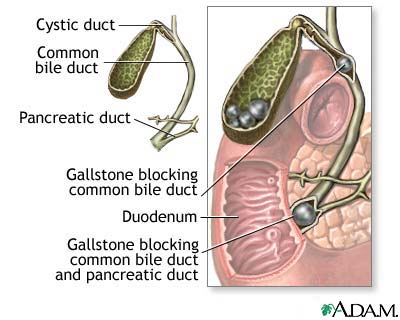 Cystic duct
Common
bile duct
Pancreatic duct
Gallstone blocking
common bile duct
Duodenum
Gallstone blocking
common bile duct
and pancreatic duct
ADAM.